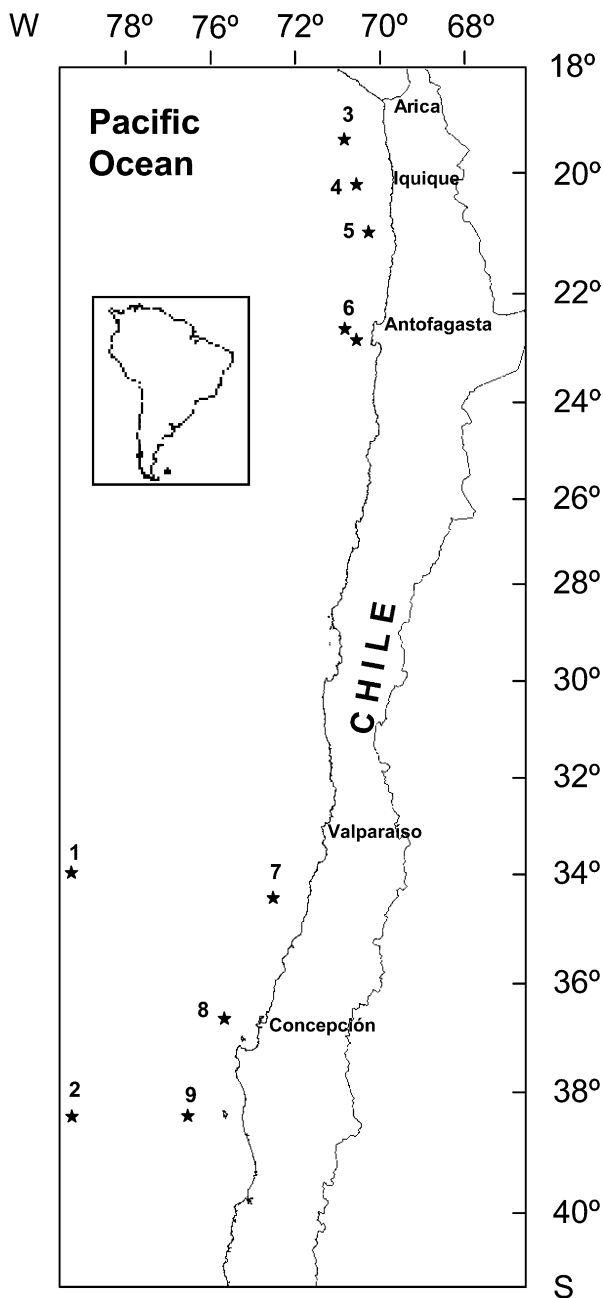 W 78º 76º 72º 70º 68º
18º
Pacific
Ocean
Arica
3
20º
4 Iquique
5
22º
6
Antofagasta
24º
26º
28º
CHILE
30º
32º
Valparaíso
1
34º
7
36º
8
Concepción
38º
2
9
40º
S